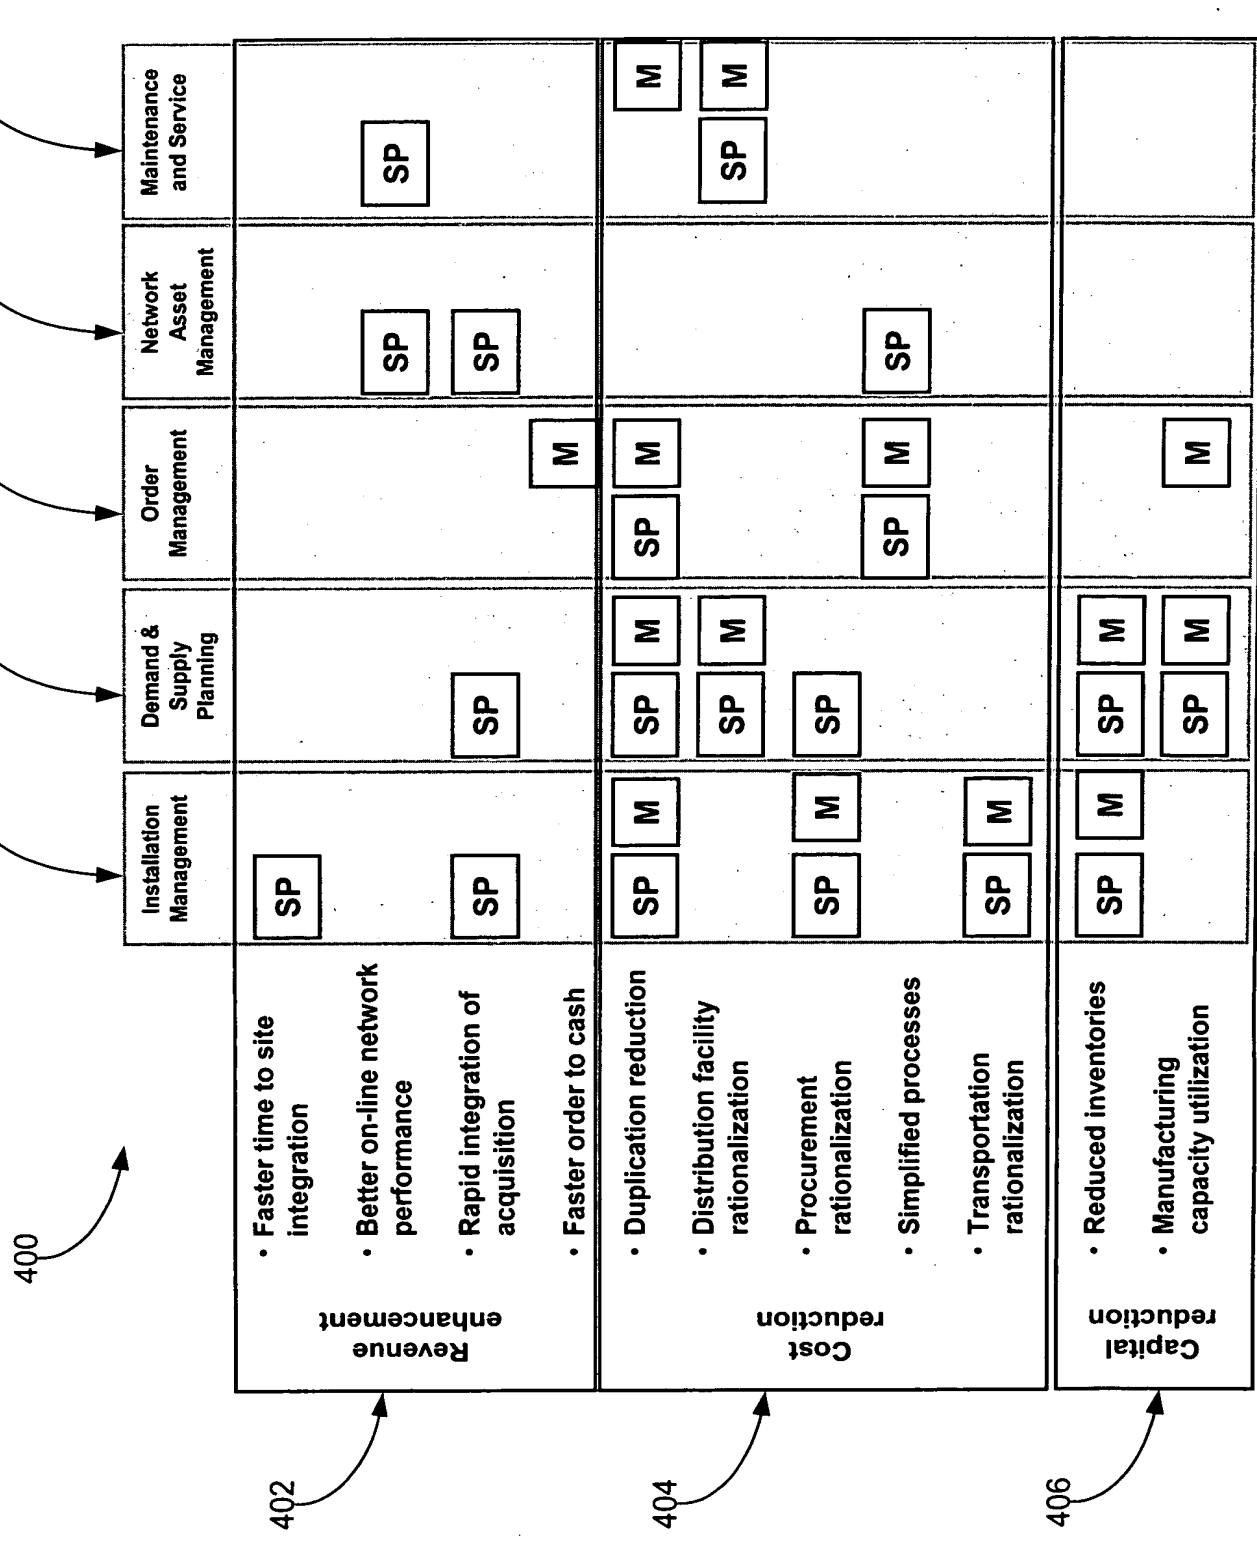 400
Installation
Management
Demand &
Supply
Planning
Order
Management
Network
Asset
Management
Maintenance
and Service
402
Revenue
enhancement
• Faster time to site
integration
SP
• Better on-line network
performance
SP
SP
• Rapid integration of
acquisition
SP
SP
SP
• Faster order to cash
M
404
Cost
reduction
• Duplication reduction
SP
M
SP
M
SP
M
M
• Distribution facility
rationalization
SP
M
SP
M
• Procurement
rationalization
SP
M
SP
• Simplified processes
SP
M
SP
• Transportation
rationalization
SP
M
406
Capital
reduction
• Reduced inventories
SP
M
SP
M
• Manufacturing
capacity utilization
SP
M
M